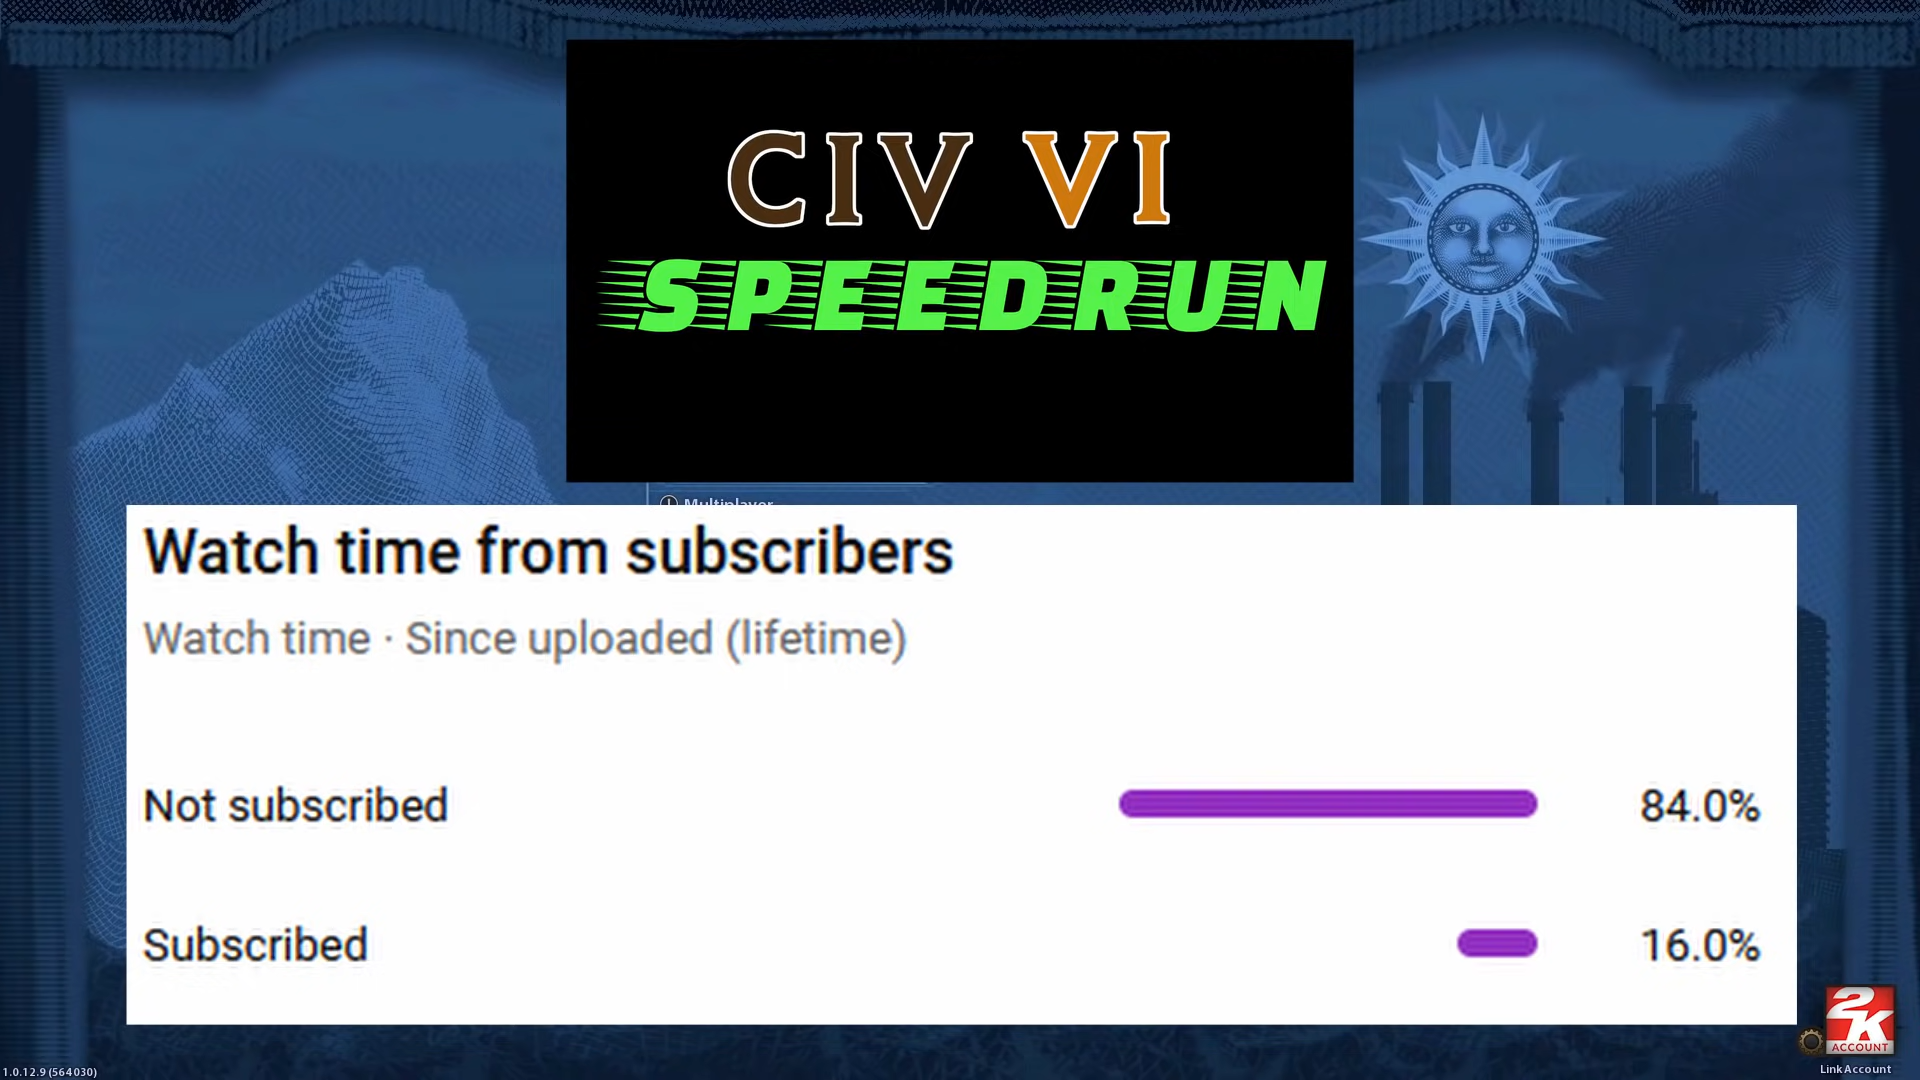 CIV VI
SPEEDRUN
Multiplayer
Watch time from subscribers
Watch time · Since uploaded (lifetime)
Not subscribed 84.0%
Subscribed 16.0%
2K
ACCOUNT
Link Account
1.0.12.9 (564030)